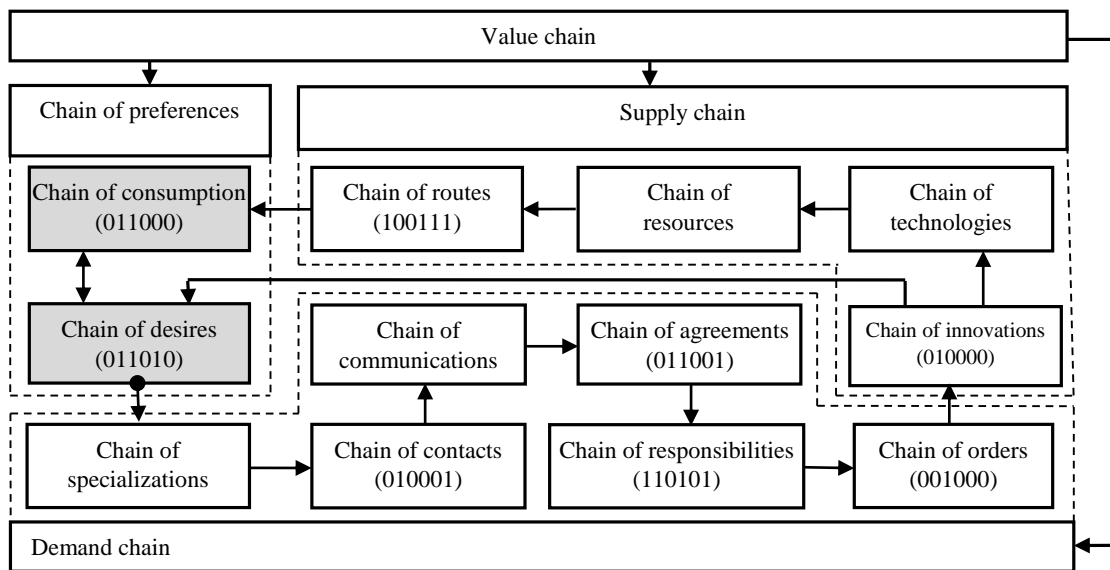 Value chain
Chain of preferences
Supply chain
Chain of consumption
(011000)
Chain of routes
(100111)
Chain of
resources
Chain of
technologies
Chain of desires
(011010)
Chain of
communications
Chain of agreements
(011001)
Chain of innovations
(010000)
Chain of
specializations
Chain of contacts
(010001)
Chain of responsibilities
(110101)
Chain of orders
(001000)
Demand chain